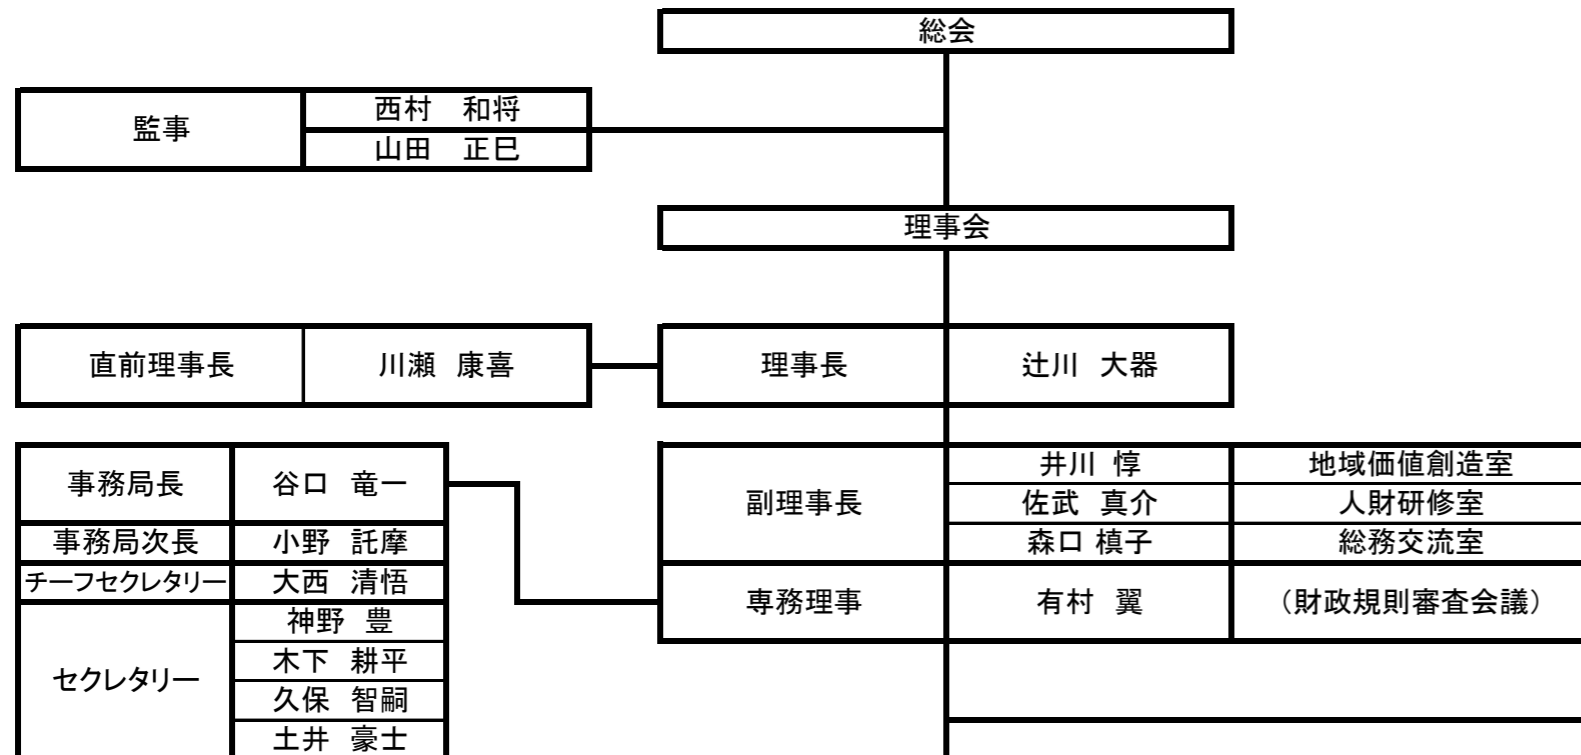 総会
監事
西村　和将
山田　正巳
理事会
直前理事長　川瀬　康喜
理事長　辻川　大器
事務局長　谷口　竜一
事務局次長　小野　託摩
チーフセクレタリー　大西　清悟
セクレタリー
神野　豊
木下　耕平
久保　智嗣
土井　豪士
副理事長
井川　惇　地域価値創造室
佐武　真介　人財研修室
森口 槙子　総務交流室
専務理事　有村　翼　（財政規則審査会議）